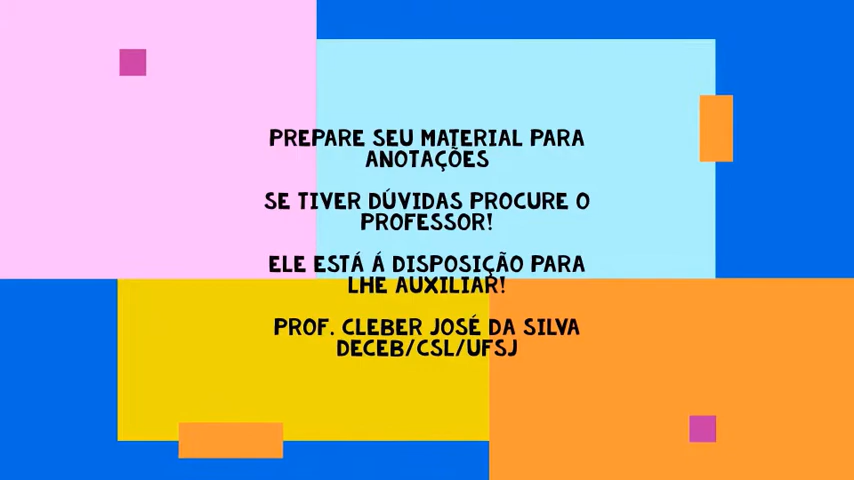 PREPARE SEU MATERIAL PARA
ANOTAÇÕES
SE TIVER DÚVIDAS PROCURE O
PROFESSOR!
ELE ESTÁ Á DISPOSIÇÃO PARA
LHE AUXILIAR!
PROF. CLEBER JOSÉ DA SILVA
DECEB/CSL/UFSJ